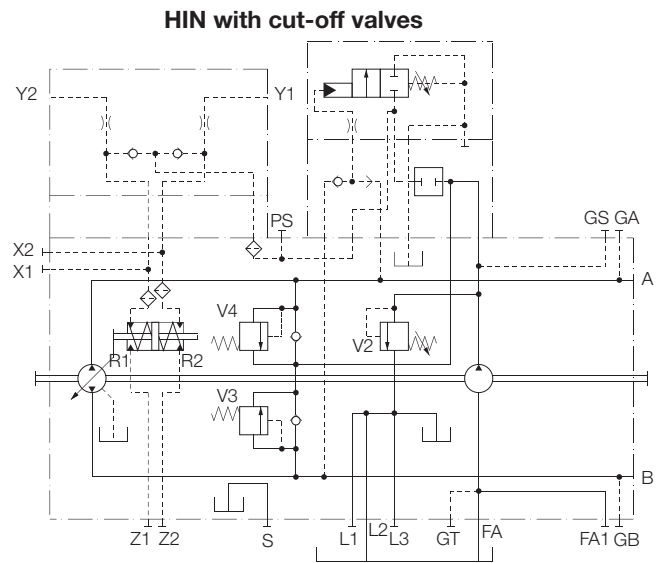 HIN with cut-off valves
Y2
Y1
PS
GS GA
X2
X1
A
V4
V2
R1
R2
V3
B
Z1 Z2
S
L1
L2
L3
GT
FA
FA1 GB